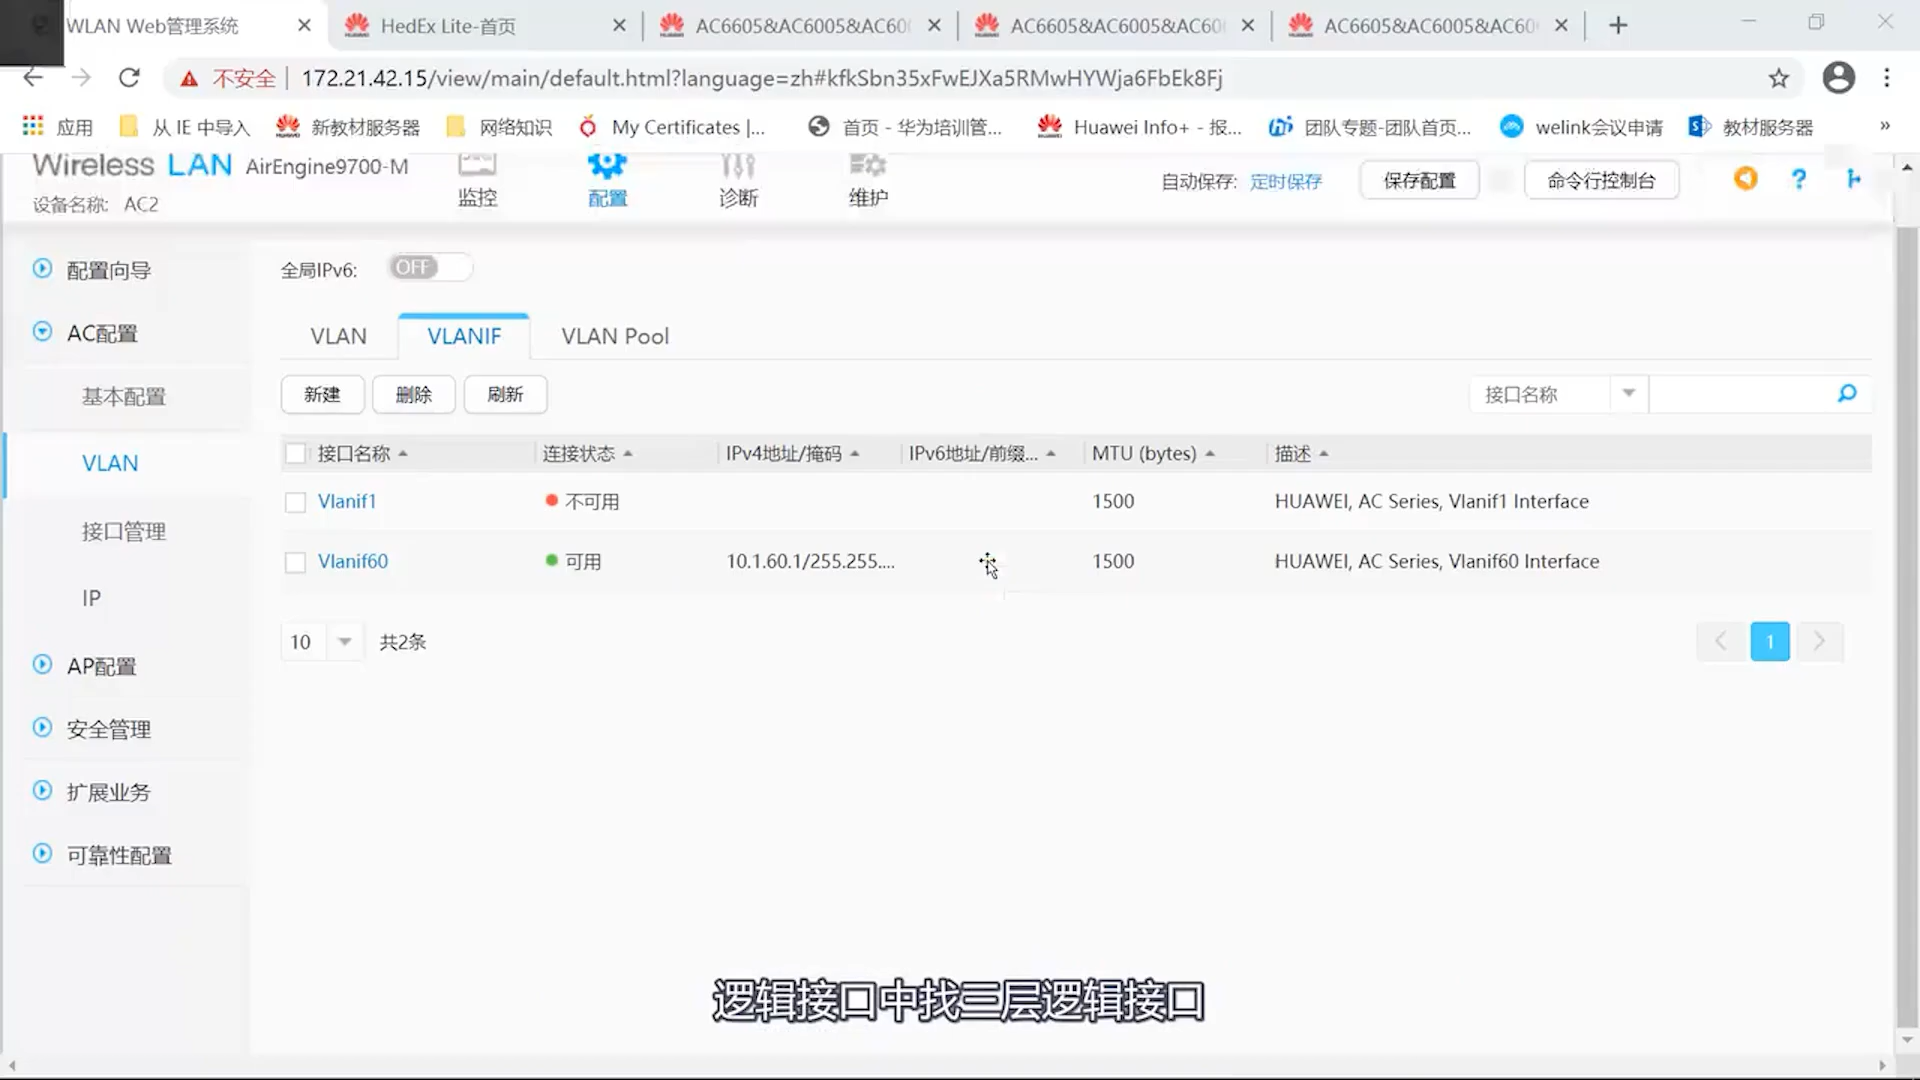 WLAN Web管理系统
HedEx Lite-首页
AC6605&AC6005&AC60
AC6605&AC6005&AC60
AC6605&AC6005&AC60
不安全
172.21.42.15/view/main/default.html?language=zh#kfkSbn35xFwEJXa5RMwHYWja6FbEk8Fj
应用
从 IE 中导入
新教材服务器
网络知识
My Certificates |...
首页 - 华为培训管...
Huawei Info+ - 报...
团队专题-团队首页...
welink会议申请
教材服务器
»
Wireless LAN AirEngine9700-M
设备名称: AC2
监控
配置
诊断
维护
自动保存: 定时保存
保存配置
命令行控制台
配置向导
AC配置
基本配置
VLAN
接口管理
IP
AP配置
安全管理
扩展业务
可靠性配置
全局IPv6: OFF
VLAN VLANIF VLAN Pool
新建 删除 刷新
接口名称
接口名称 连接状态 IPv4地址/掩码 IPv6地址/前缀... MTU (bytes) 描述
Vlanif1 不可用 1500 HUAWEI, AC Series, Vlanif1 Interface
Vlanif60 可用 10.1.60.1/255.255.... 1500 HUAWEI, AC Series, Vlanif60 Interface
10 共2条
1
逻辑接口中找三层逻辑接口